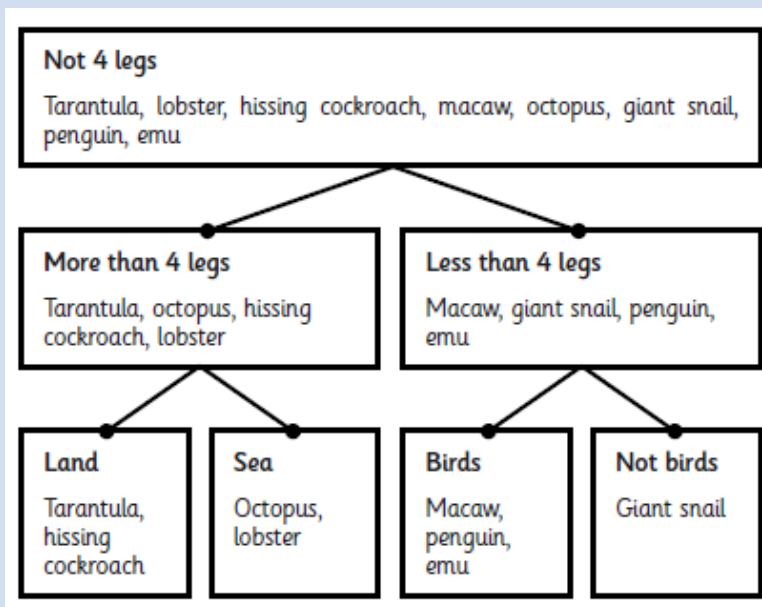 Not 4 legs
Tarantula, lobster, hissing cockroach, macaw, octopus, giant snail,
penguin, emu
More than 4 legs
Tarantula, octopus, hissing
cockroach, lobster
Less than 4 legs
Macaw, giant snail, penguin,
emu
Land
Tarantula,
hissing
cockroach
Sea
Octopus,
lobster
Birds
Macaw,
penguin,
emu
Not birds
Giant snail